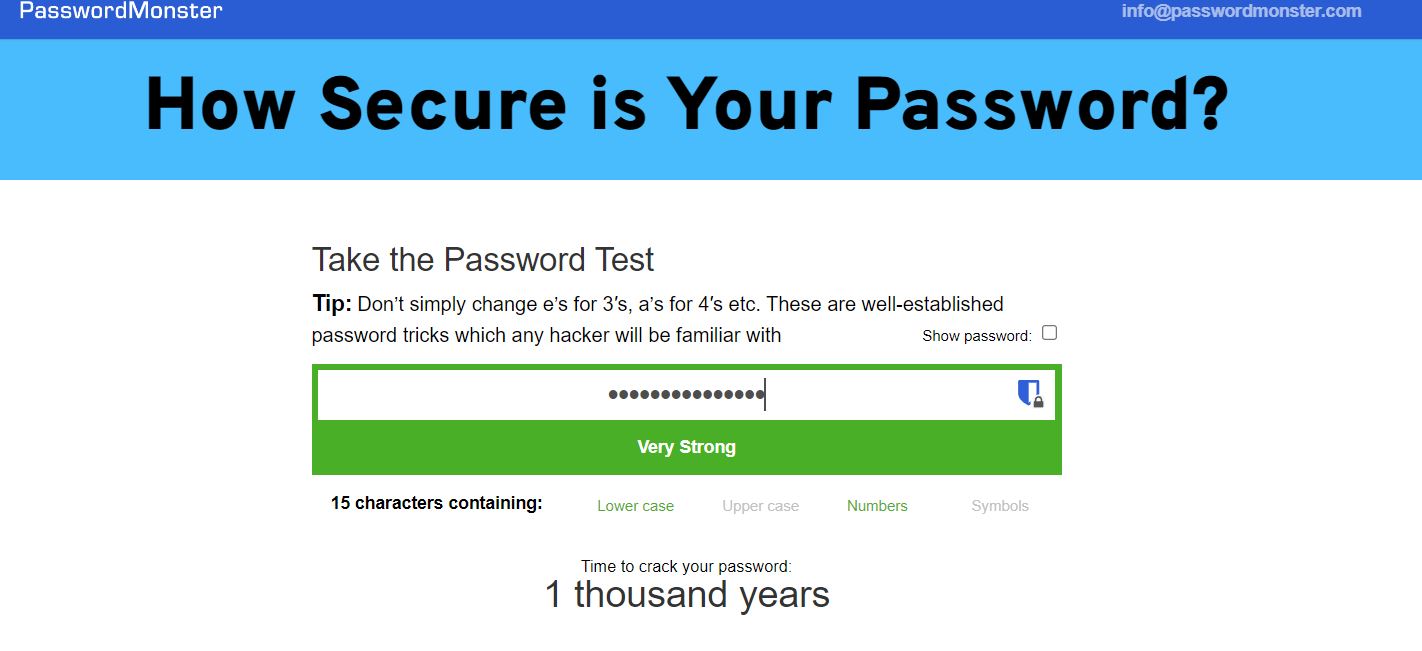 PasswordMonster
info@passwordmonster.com
How Secure is Your Password?
Take the Password Test
Tip: Don’t simply change e’s for 3′s, a’s for 4′s etc. These are well-established
password tricks which any hacker will be familiar with
Show password:
•••••••••••••••
Very Strong
15 characters containing:
Lower case
Upper case
Numbers
Symbols
Time to crack your password:
1 thousand years